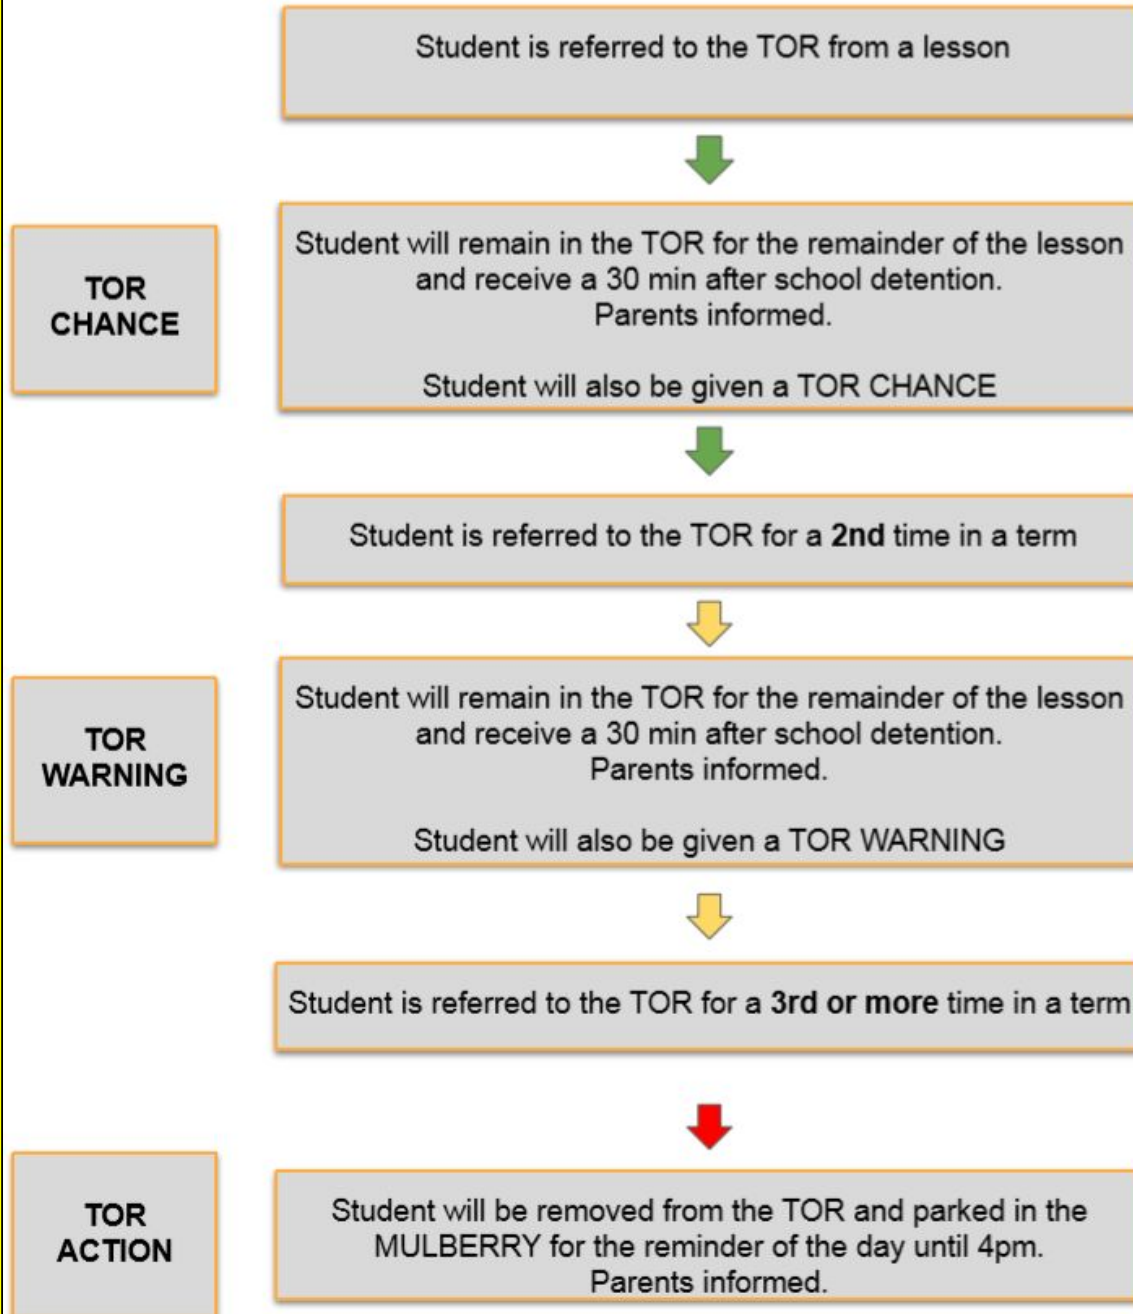 Student is referred to the TOR from a lesson
TOR
CHANCE
Student will remain in the TOR for the remainder of the lesson
and receive a 30 min after school detention.
Parents informed.
Student will also be given a TOR CHANCE
Student is referred to the TOR for a 2nd time in a term
TOR
WARNING
Student will remain in the TOR for the remainder of the lesson
and receive a 30 min after school detention.
Parents informed.
Student will also be given a TOR WARNING
Student is referred to the TOR for a 3rd or more time in a term
TOR
ACTION
Student will be removed from the TOR and parked in the
MULBERRY for the reminder of the day until 4pm.
Parents informed.